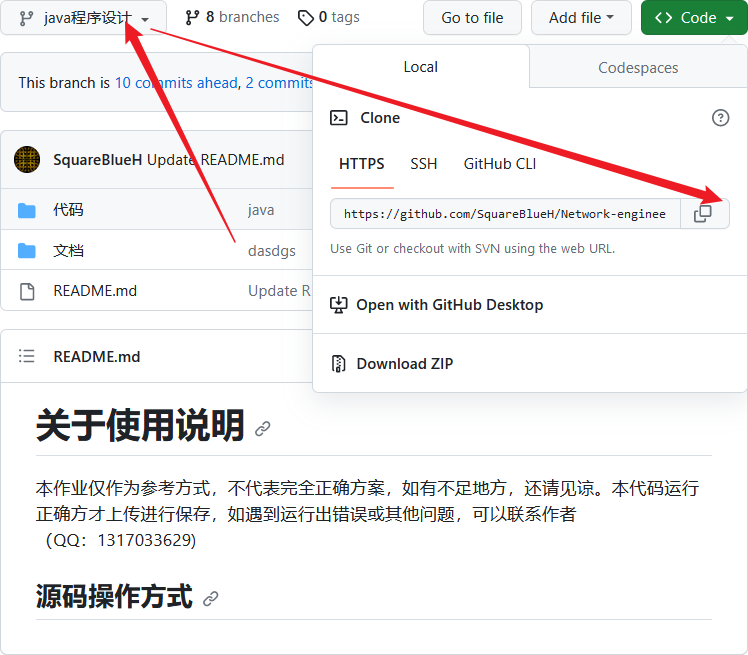 java程序设计
8 branches
0 tags
Go to file
Add file
Code
This branch is 10 commits ahead, 2 commits
Local
Codespaces
Clone
HTTPS
SSH
GitHub CLI
https://github.com/SquareBlueH/Network-enginee
Use Git or checkout with SVN using the web URL.
Open with GitHub Desktop
Download ZIP
SquareBlueH Update README.md
代码
java
文档
dasdgs
README.md
Update R
README.md
关于使用说明
本作业仅作为参考方式，不代表完全正确方案，如有不足地方，还请见谅。本代码运行
正确方才上传进行保存，如遇到运行出错误或其他问题，可以联系作者
（QQ：1317033629）
源码操作方式